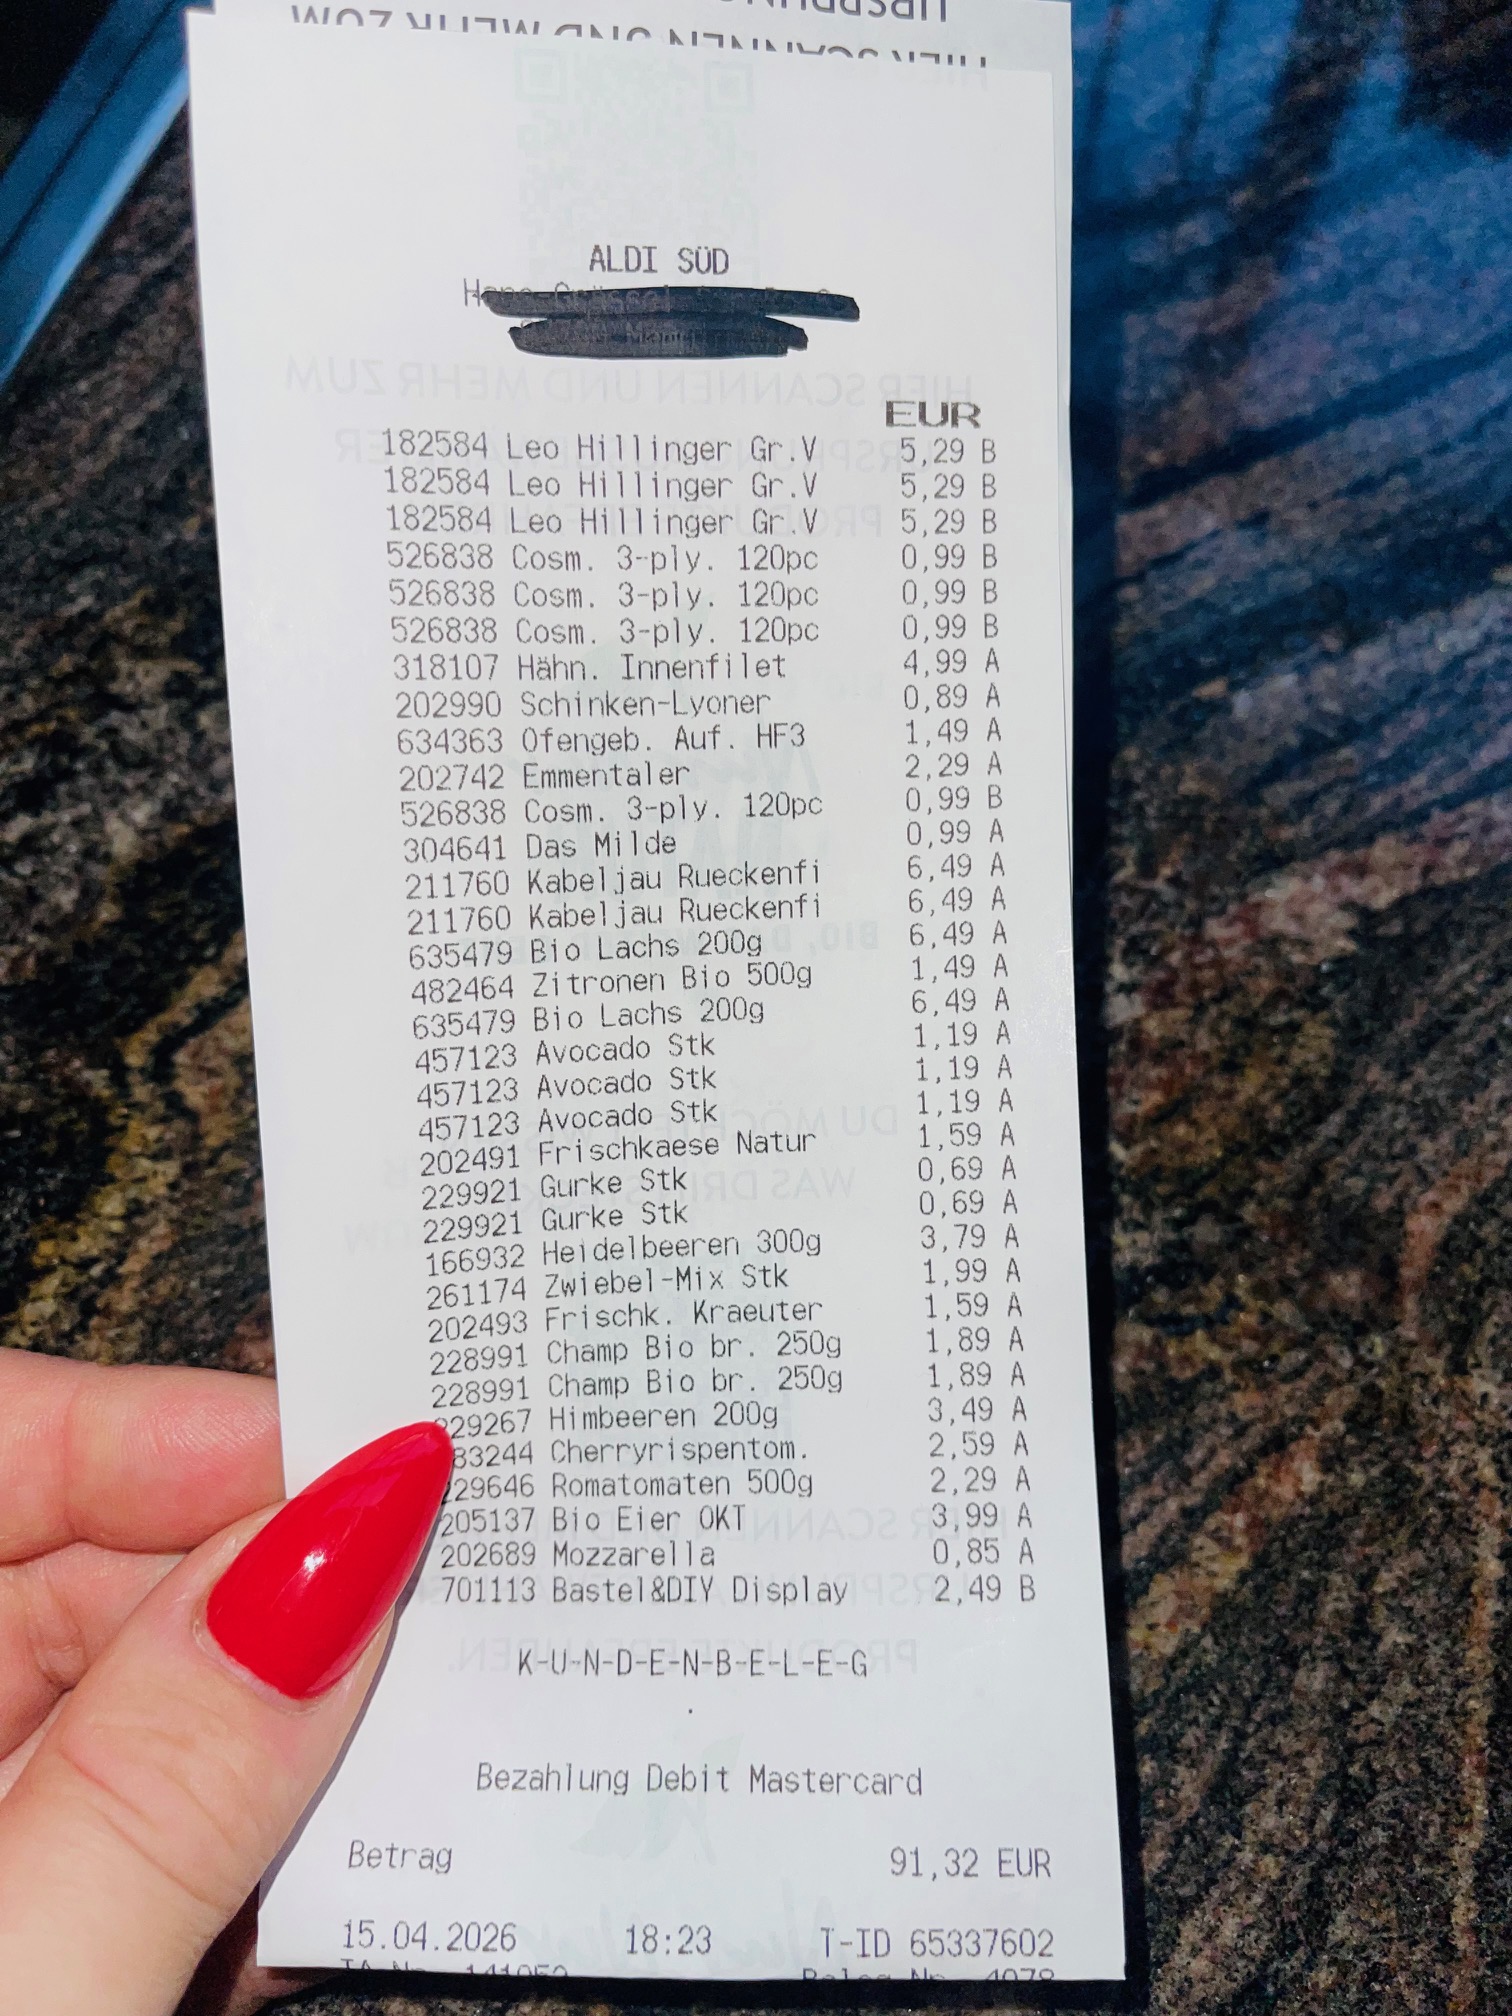 ALDI SÜD
EUR
182584 Leo Hillinger Gr.V 5,29 B
182584 Leo Hillinger Gr.V 5,29 B
182584 Leo Hillinger Gr.V 5,29 B
526838 Cosm. 3-ply. 120pc 0,99 B
526838 Cosm. 3-ply. 120pc 0,99 B
526838 Cosm. 3-ply. 120pc 0,99 B
318107 Hähn. Innenfilet 4,99 A
202990 Schinken-Lyoner 0,89 A
634363 Ofengeb. Auf. HF3 1,49 A
202742 Emmentaler 2,29 A
526838 Cosm. 3-ply. 120pc 0,99 B
304641 Das Milde 0,99 A
211760 Kabeljau Rueckenfi 6,49 A
211760 Kabeljau Rueckenfi 6,49 A
635479 Bio Lachs 200g 6,49 A
482464 Zitronen Bio 500g 1,49 A
635479 Bio Lachs 200g 6,49 A
457123 Avocado Stk 1,19 A
457123 Avocado Stk 1,19 A
457123 Avocado Stk 1,19 A
202491 Frischkaese Natur 1,59 A
229921 Gurke Stk 0,69 A
229921 Gurke Stk 0,69 A
166932 Heidelbeeren 300g 3,79 A
261174 Zwiebel-Mix Stk 1,99 A
202493 Frischk. Kraeuter 1,59 A
228991 Champ Bio br. 250g 1,89 A
228991 Champ Bio br. 250g 1,89 A
29267 Himbeeren 200g 3,49 A
83244 Cherryrispentom. 2,59 A
29646 Romatomaten 500g 2,29 A
205137 Bio Eier OKT 3,99 A
202689 Mozzarella 0,85 A
701113 Bastel&DIY Display 2,49 B
K-U-N-D-E-N-B-E-L-E-G
.
Bezahlung Debit Mastercard
Betrag 91,32 EUR
15.04.2026 18:23 T-ID 65337602